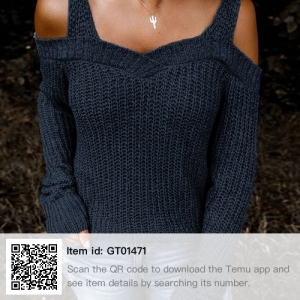 Item id: GT01471
Scan the QR code to download the Temu app and
see item details by searching its number.